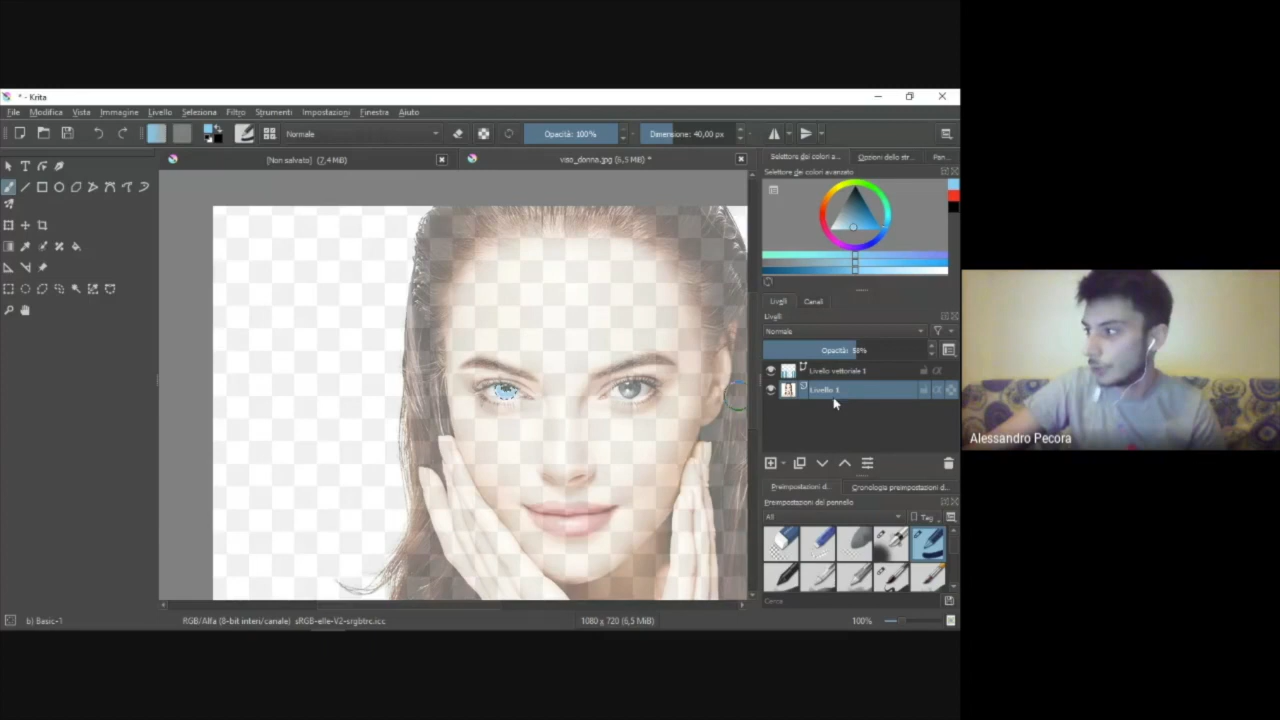 * - Krita
File Modifica Vista Immagine Livello Seleziona Filtro Strumenti Impostazioni Finestra Aiuto
Normale Opacità: 100% Dimensione: 40,00 px
[Non salvato] (7,4 MiB) viso_donna.jpg (6,5 MiB) *
Selettore dei colori a... Opzioni dello str... Pan...
Selettore dei colori avanzato
Livelli Canali
Livelli
Normale
Opacità: 58%
Livello vettoriale 1
Livello 1
Alessandro Pecora
Preimpostazioni d... Cronologia preimpostazioni d...
Preimpostazioni del pennello
All Tag
Cerca
b) Basic-1 RGB/Alfa (8-bit interi/canale) sRGB-elle-V2-srgbtrc.icc 1080 x 720 (6,5 MiB) 100%